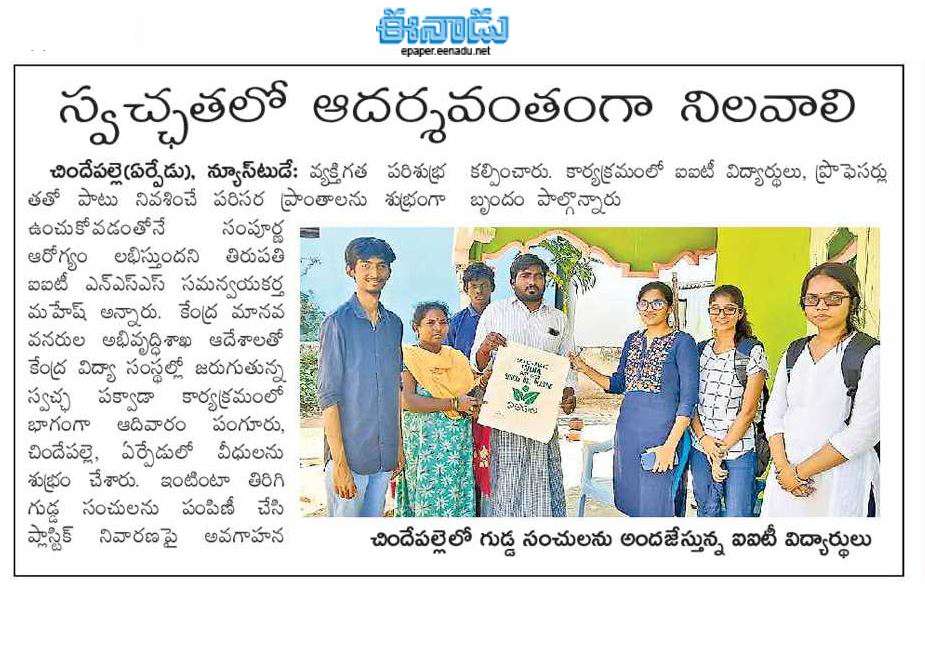 ఈనాడు
epaper.eenadu.net
స్వచ్ఛతలో ఆదర్శవంతంగా నిలవాలి
చిందేపల్లె(ఏర్పేడు), న్యూస్‌టుడే: వ్యక్తిగత పరిశుభ్ర
తతో పాటు నివశించే పరిసర ప్రాంతాలను శుభ్రంగా
ఉంచుకోవడంతోనే సంపూర్ణ
ఆరోగ్యం లభిస్తుందని తిరుపతి
ఐఐటీ ఎన్ఎస్ఎస్ సమన్వయకర్త
మహేష్ అన్నారు. కేంద్ర మానవ
వనరుల అభివృద్ధిశాఖ ఆదేశాలతో
కేంద్ర విద్యా సంస్థల్లో జరుగుతున్న
స్వచ్ఛ పక్వాడా కార్యక్రమంలో
భాగంగా ఆదివారం పంగూరు,
చిందేపల్లె, ఏర్పేడులో వీధులను
శుభ్రం చేశారు. ఇంటింటా తిరిగి
గుడ్డ సంచులను పంపిణీ చేసి
ప్లాస్టిక్ నివారణపై అవగాహన
కల్పించారు. కార్యక్రమంలో ఐఐటీ విద్యార్థులు, ప్రొఫెసర్లు
బృందం పాల్గొన్నారు
INDIA
చిందేపల్లెలో గుడ్డ సంచులను అందజేస్తున్న ఐఐటీ విద్యార్థులు